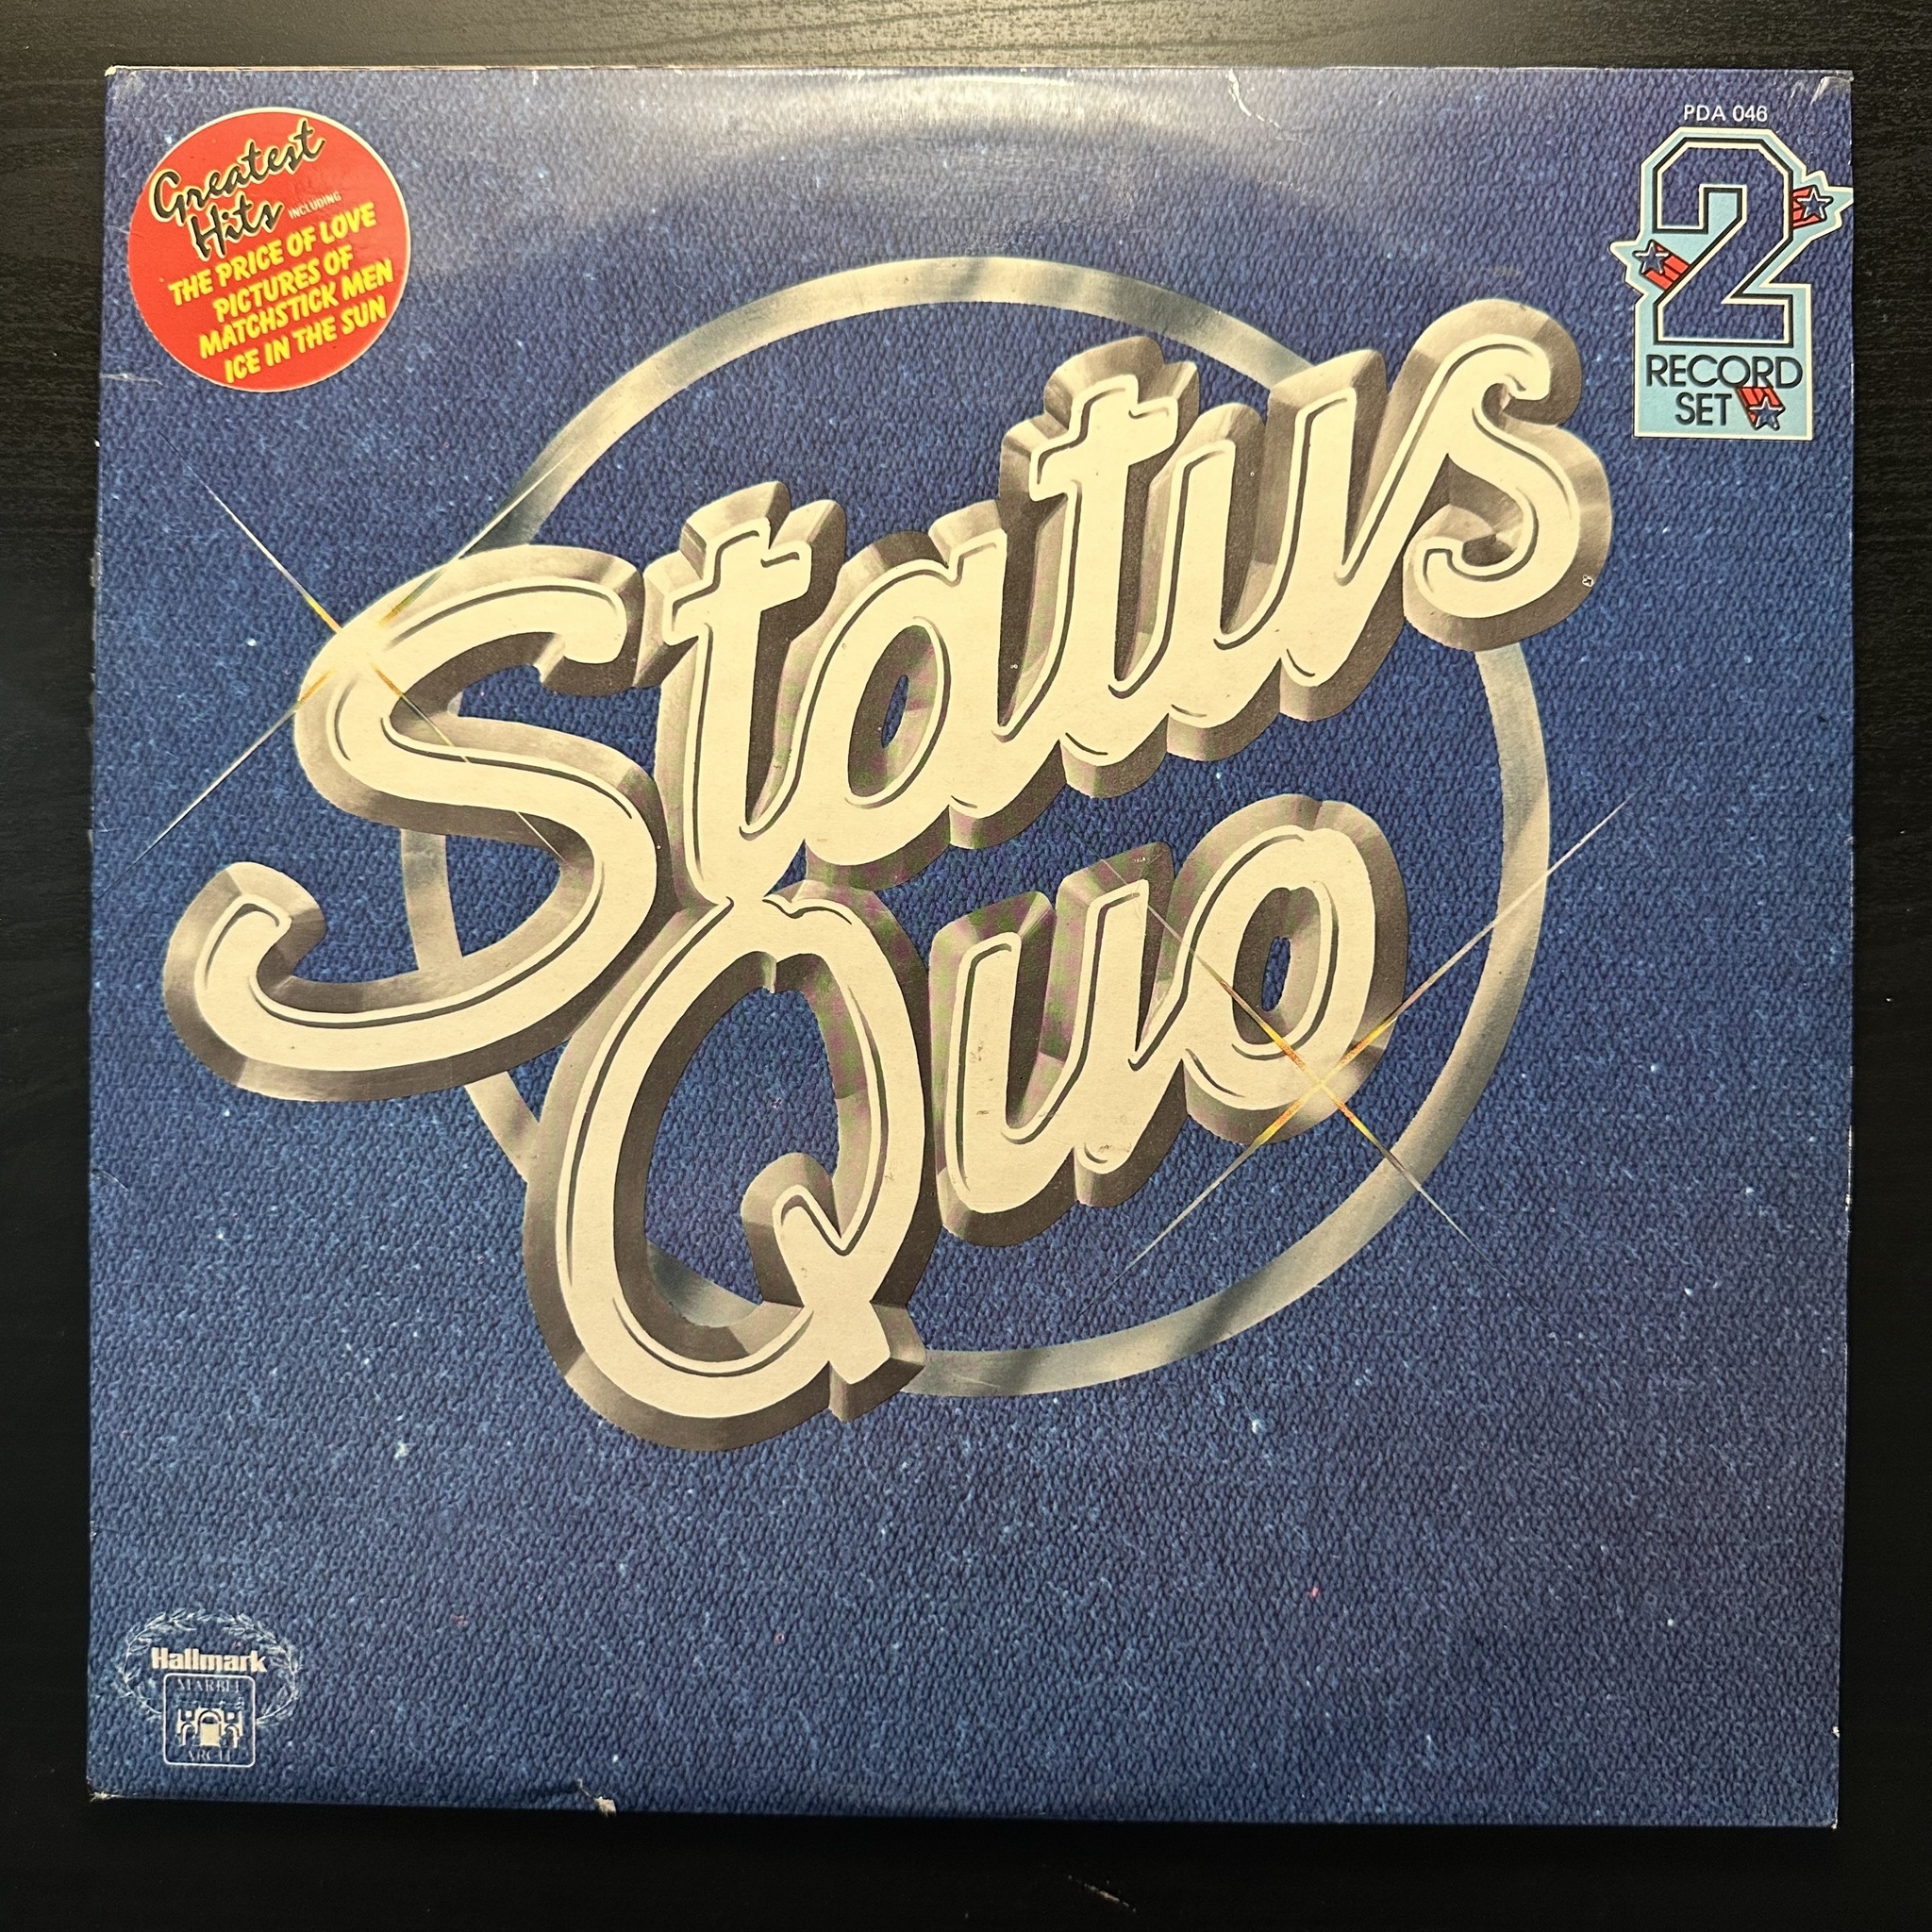 Greatest
Hits INCLUDING
THE PRICE OF LOVE
PICTURES OF
MATCHSTICK MEN
ICE IN THE SUN
PDA 046
2
RECORD
SET
Status
Quo
Hallmark
MARBLE
ARCH